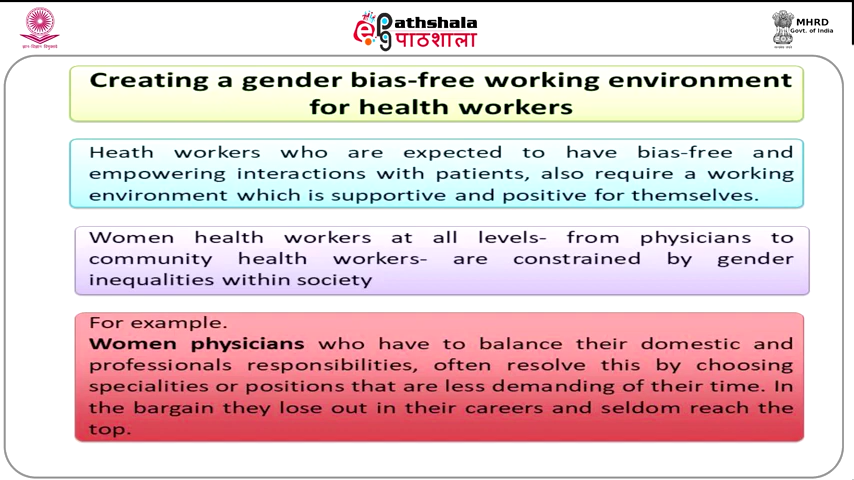 ePathshala
पाठशाला
MHRD
Govt. of India
Creating a gender bias-free working environment
for health workers
Heath workers who are expected to have bias-free and
empowering interactions with patients, also require a working
environment which is supportive and positive for themselves.
Women health workers at all levels- from physicians to
community health workers- are constrained by gender
inequalities within society
For example.
Women physicians who have to balance their domestic and
professionals responsibilities, often resolve this by choosing
specialities or positions that are less demanding of their time. In
the bargain they lose out in their careers and seldom reach the
top.